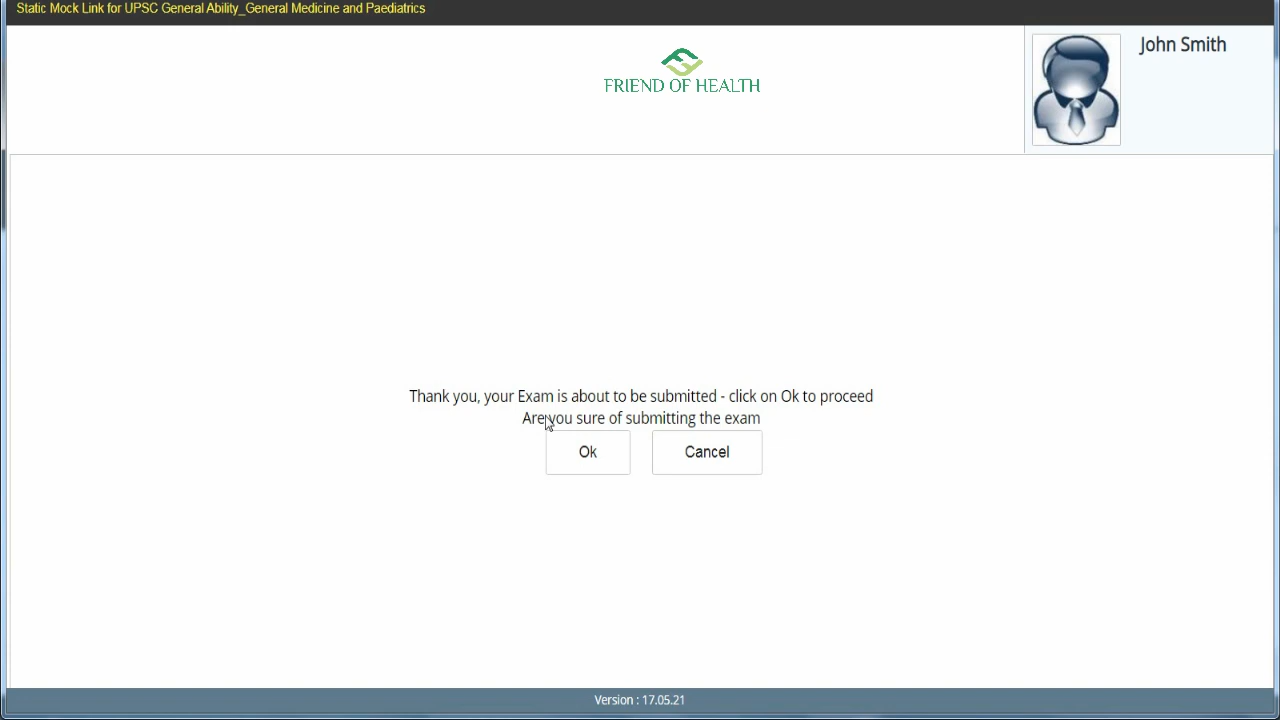 Static Mock Link for UPSC General Ability_General Medicine and Paediatrics
John Smith
FRIEND OF HEALTH
Thank you, your Exam is about to be submitted - click on Ok to proceed
Are you sure of submitting the exam
Ok Cancel
Version : 17.05.21